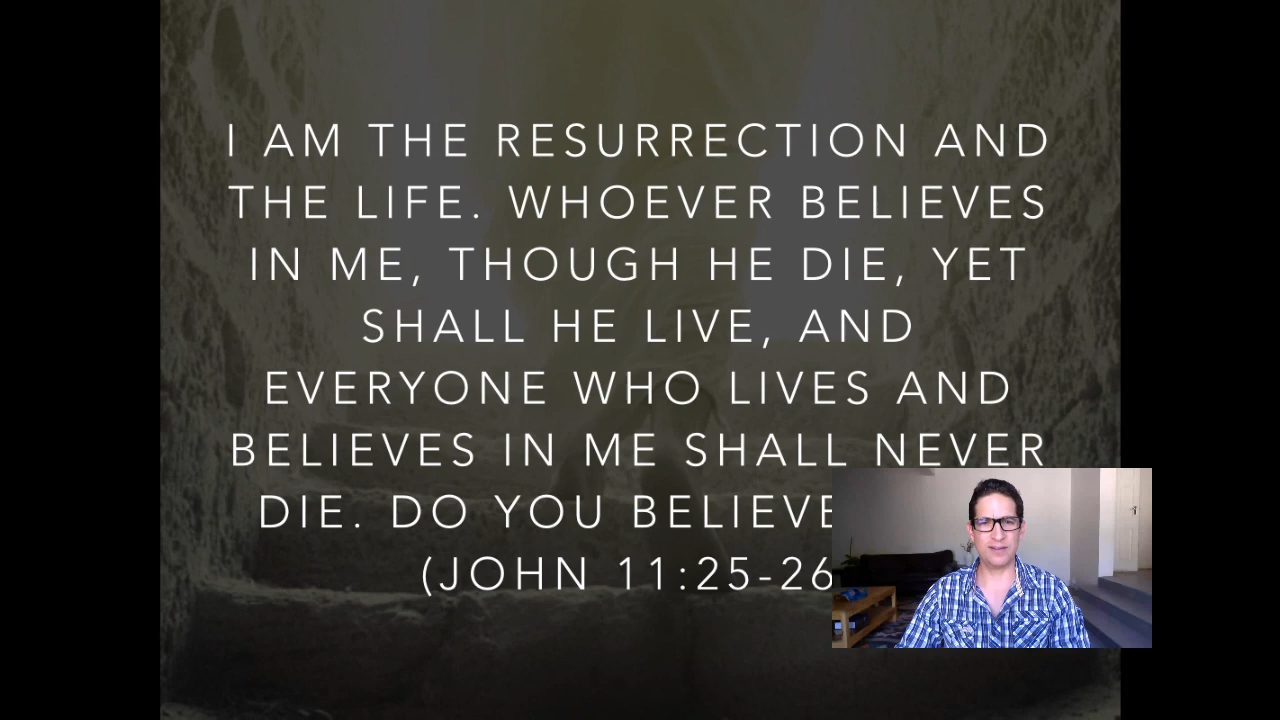 I AM THE RESURRECTION AND
THE LIFE. WHOEVER BELIEVES
IN ME, THOUGH HE DIE, YET
SHALL HE LIVE, AND
EVERYONE WHO LIVES AND
BELIEVES IN ME SHALL NEVER
DIE. DO YOU BELIEVE
(JOHN 11:25-26